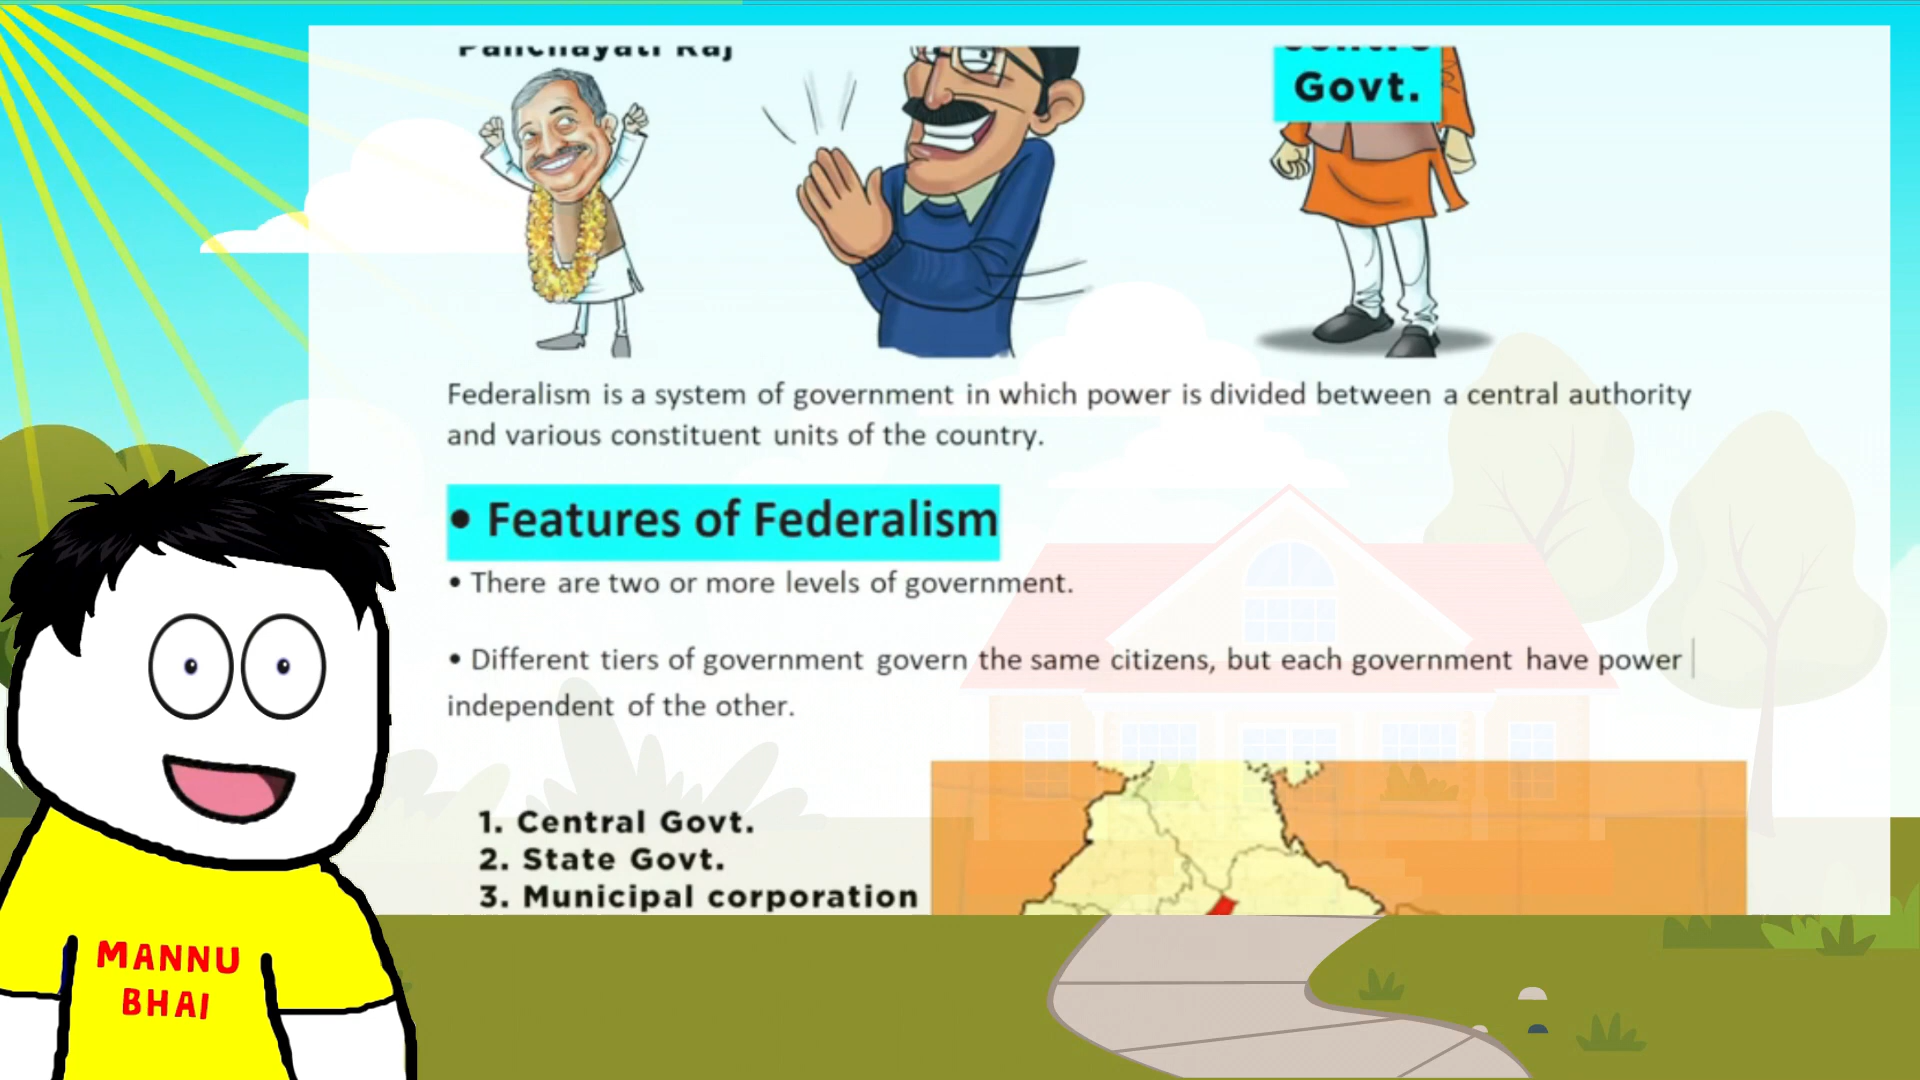 Panchayati Raj
Centre
Govt.
Federalism is a system of government in which power is divided between a central authority
and various constituent units of the country.
• Features of Federalism
• There are two or more levels of government.
• Different tiers of government govern the same citizens, but each government have power
independent of the other.
1. Central Govt.
2. State Govt.
3. Municipal corporation
MANNU
BHAI